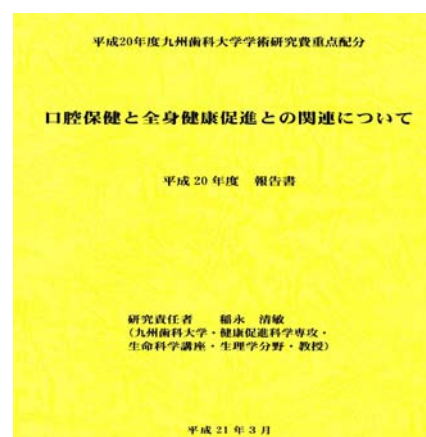 平成20年度九州歯科大学学術研究費重点配分
口腔保健と全身健康促進との関連について
平成 20 年度 報告書
研究責任者 稲永 清敏
(九州歯科大学・健康促進科学専攻・
生命科学講座・生理学分野・教授)
平成 21 年 3 月